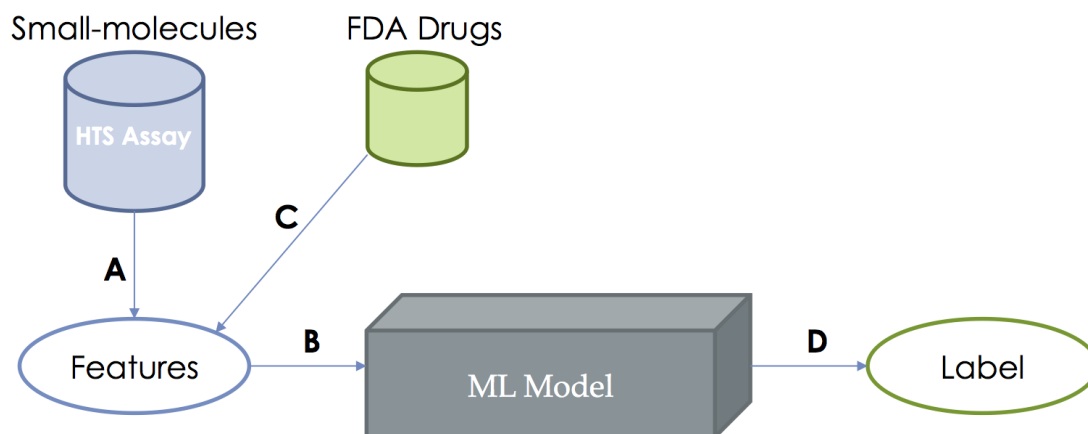 Small-molecules
FDA Drugs
HTS Assay
C
A
Features
B
ML Model
D
Label